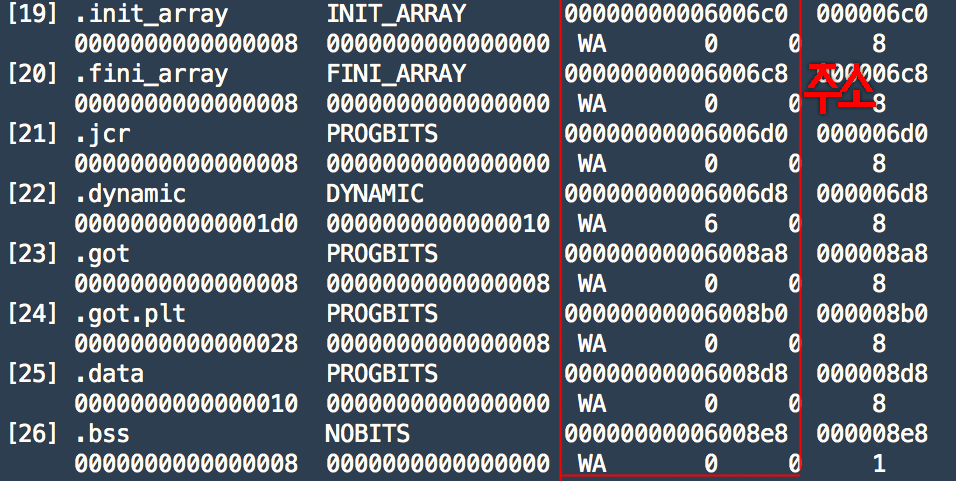 [19] .init_array INIT_ARRAY 00000000006006c0 000006c0
0000000000000008 0000000000000000 WA 0 0 8
[20] .fini_array FINI_ARRAY 00000000006006c8 000006c8
주소
0000000000000008 0000000000000000 WA 0 0 8
[21] .jcr PROGBITS 00000000006006d0 000006d0
0000000000000008 0000000000000000 WA 0 0 8
[22] .dynamic DYNAMIC 00000000006006d8 000006d8
00000000000001d0 0000000000000010 WA 6 0 8
[23] .got PROGBITS 00000000006008a8 000008a8
0000000000000008 0000000000000008 WA 0 0 8
[24] .got.plt PROGBITS 00000000006008b0 000008b0
0000000000000028 0000000000000008 WA 0 0 8
[25] .data PROGBITS 00000000006008d8 000008d8
0000000000000010 0000000000000000 WA 0 0 8
[26] .bss NOBITS 00000000006008e8 000008e8
0000000000000008 0000000000000000 WA 0 0 1